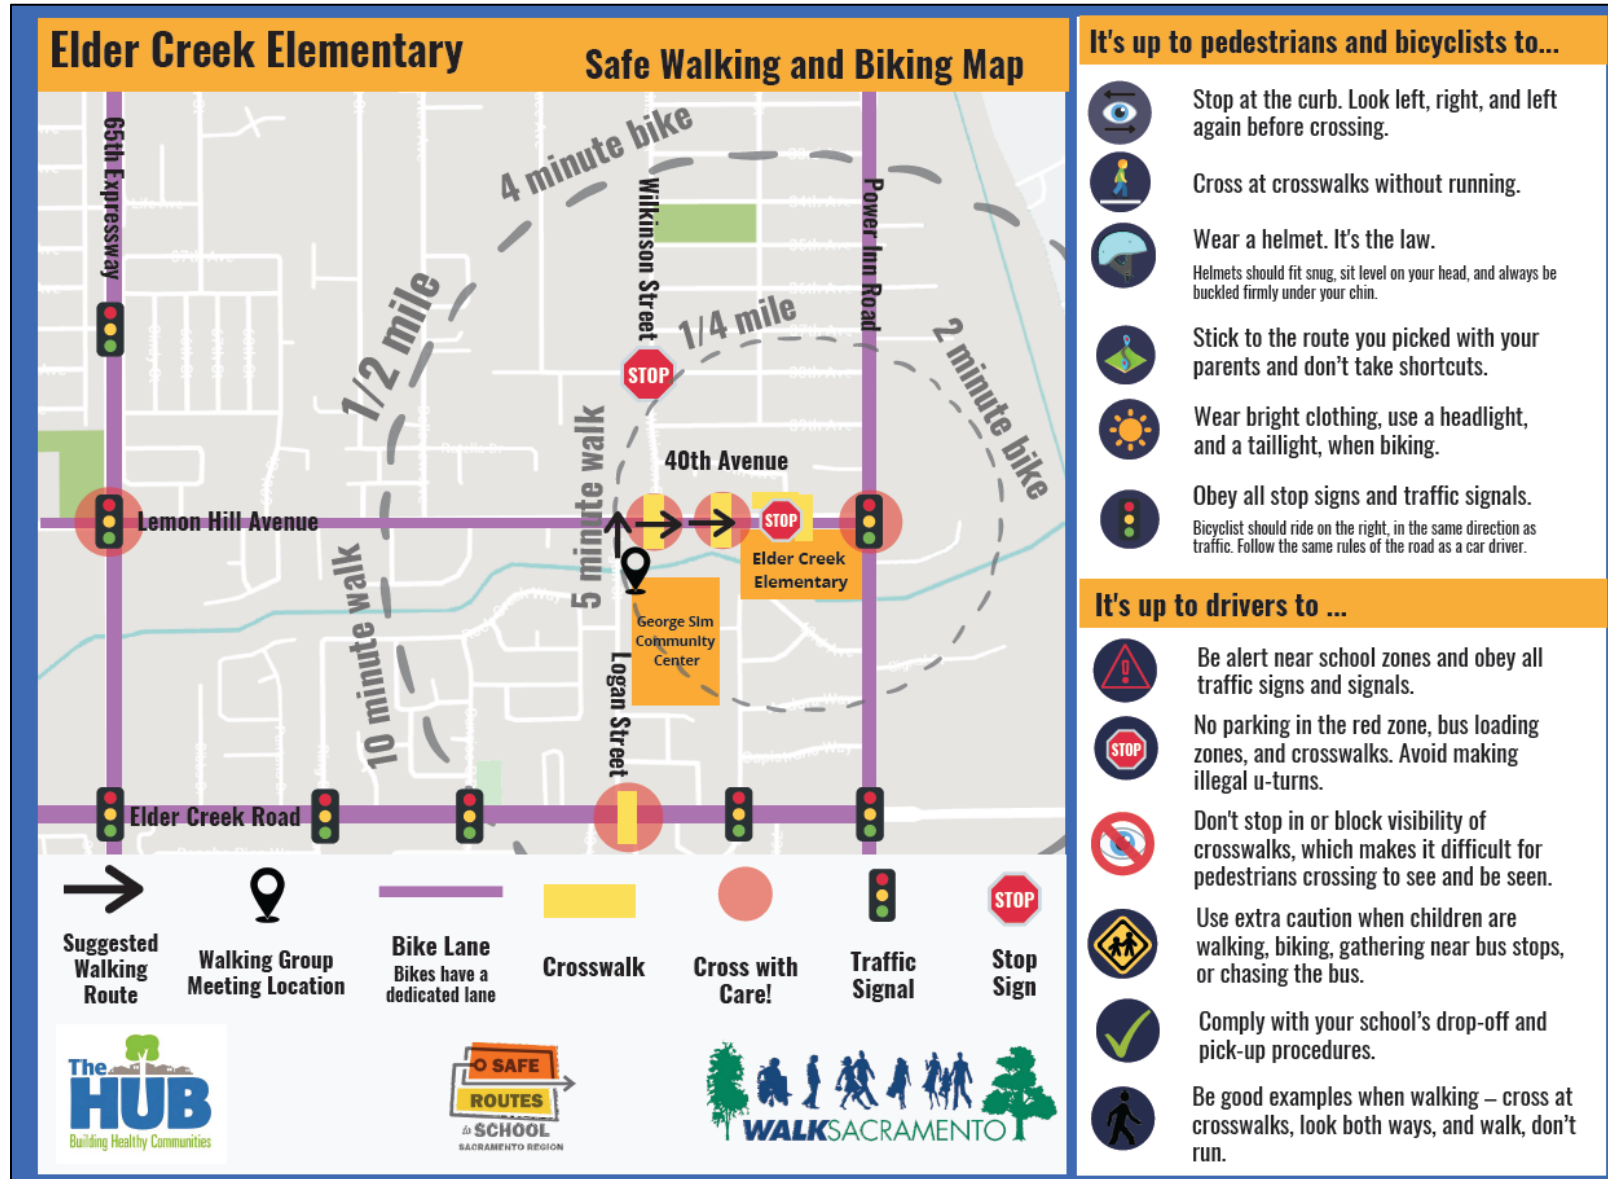 Elder Creek Elementary
Safe Walking and Biking Map
65th Expressway
4 minute bike
Wilkinson Street
Power Inn Road
1/4 mile
1/2 mile
2 minute bike
STOP
5 minute walk
40th Avenue
Lemon Hill Avenue
STOP
Elder Creek
Elementary
10 minute walk
George Sim
Community
Center
Logan Street
Elder Creek Road
Suggested
Walking
Route
Walking Group
Meeting Location
Bike Lane
Bikes have a
dedicated lane
Crosswalk
Cross with
Care!
Traffic
Signal
STOP
Stop
Sign
The
HUB
Building Healthy Communities
SAFE
ROUTES
to SCHOOL
SACRAMENTO REGION
WALKSACRAMENTO
It's up to pedestrians and bicyclists to...
Stop at the curb. Look left, right, and left
again before crossing.
Cross at crosswalks without running.
Wear a helmet. It's the law.
Helmets should fit snug, sit level on your head, and always be
buckled firmly under your chin.
Stick to the route you picked with your
parents and don't take shortcuts.
Wear bright clothing, use a headlight,
and a taillight, when biking.
Obey all stop signs and traffic signals.
Bicyclist should ride on the right, in the same direction as
traffic. Follow the same rules of the road as a car driver.
It's up to drivers to ...
Be alert near school zones and obey all
traffic signs and signals.
STOP
No parking in the red zone, bus loading
zones, and crosswalks. Avoid making
illegal u-turns.
Don't stop in or block visibility of
crosswalks, which makes it difficult for
pedestrians crossing to see and be seen.
Use extra caution when children are
walking, biking, gathering near bus stops,
or chasing the bus.
Comply with your school's drop-off and
pick-up procedures.
Be good examples when walking – cross at
crosswalks, look both ways, and walk, don't
run.